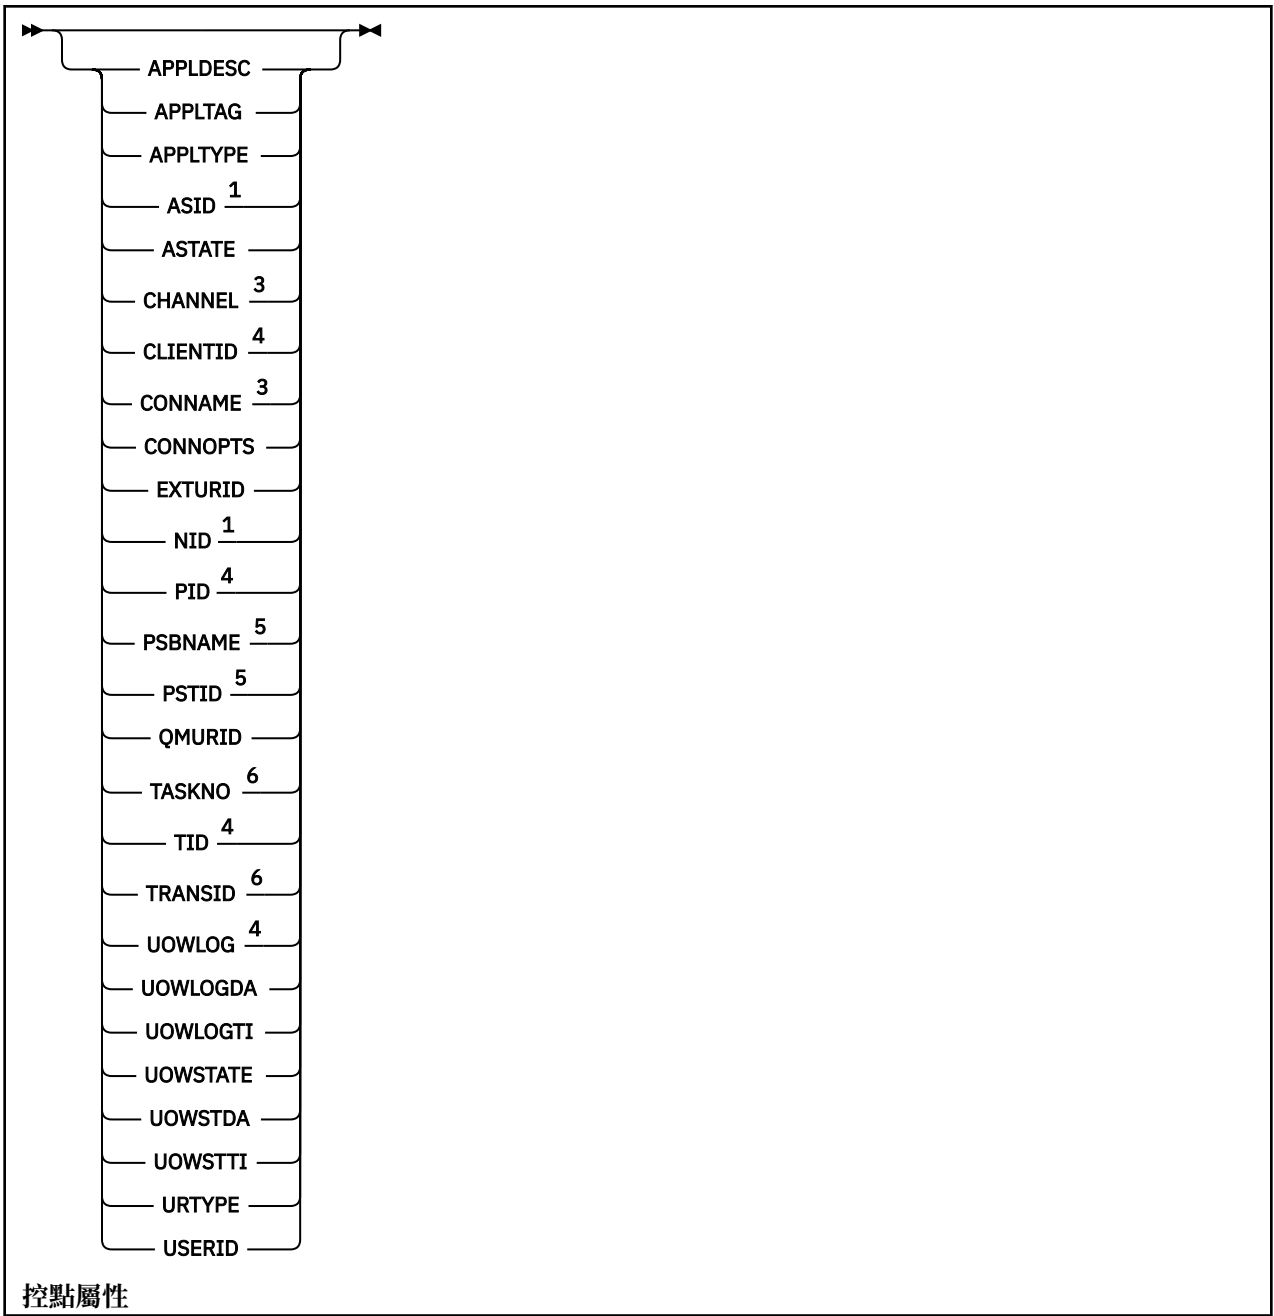 APPLDESC
APPLTAG
APPLTYPE
ASID 1
ASTATE
CHANNEL 3
CLIENTID 4
CONNAME 3
CONNOPTS
EXTURID
NID 1
PID 4
PSBNAME 5
PSTID 5
QMURID
TASKNO 6
TID 4
TRANSID 6
UOWLOG 4
UOWLOGDA
UOWLOGTI
UOWSTATE
UOWSTDA
UOWSTTI
URTYPE
USERID
控點屬性